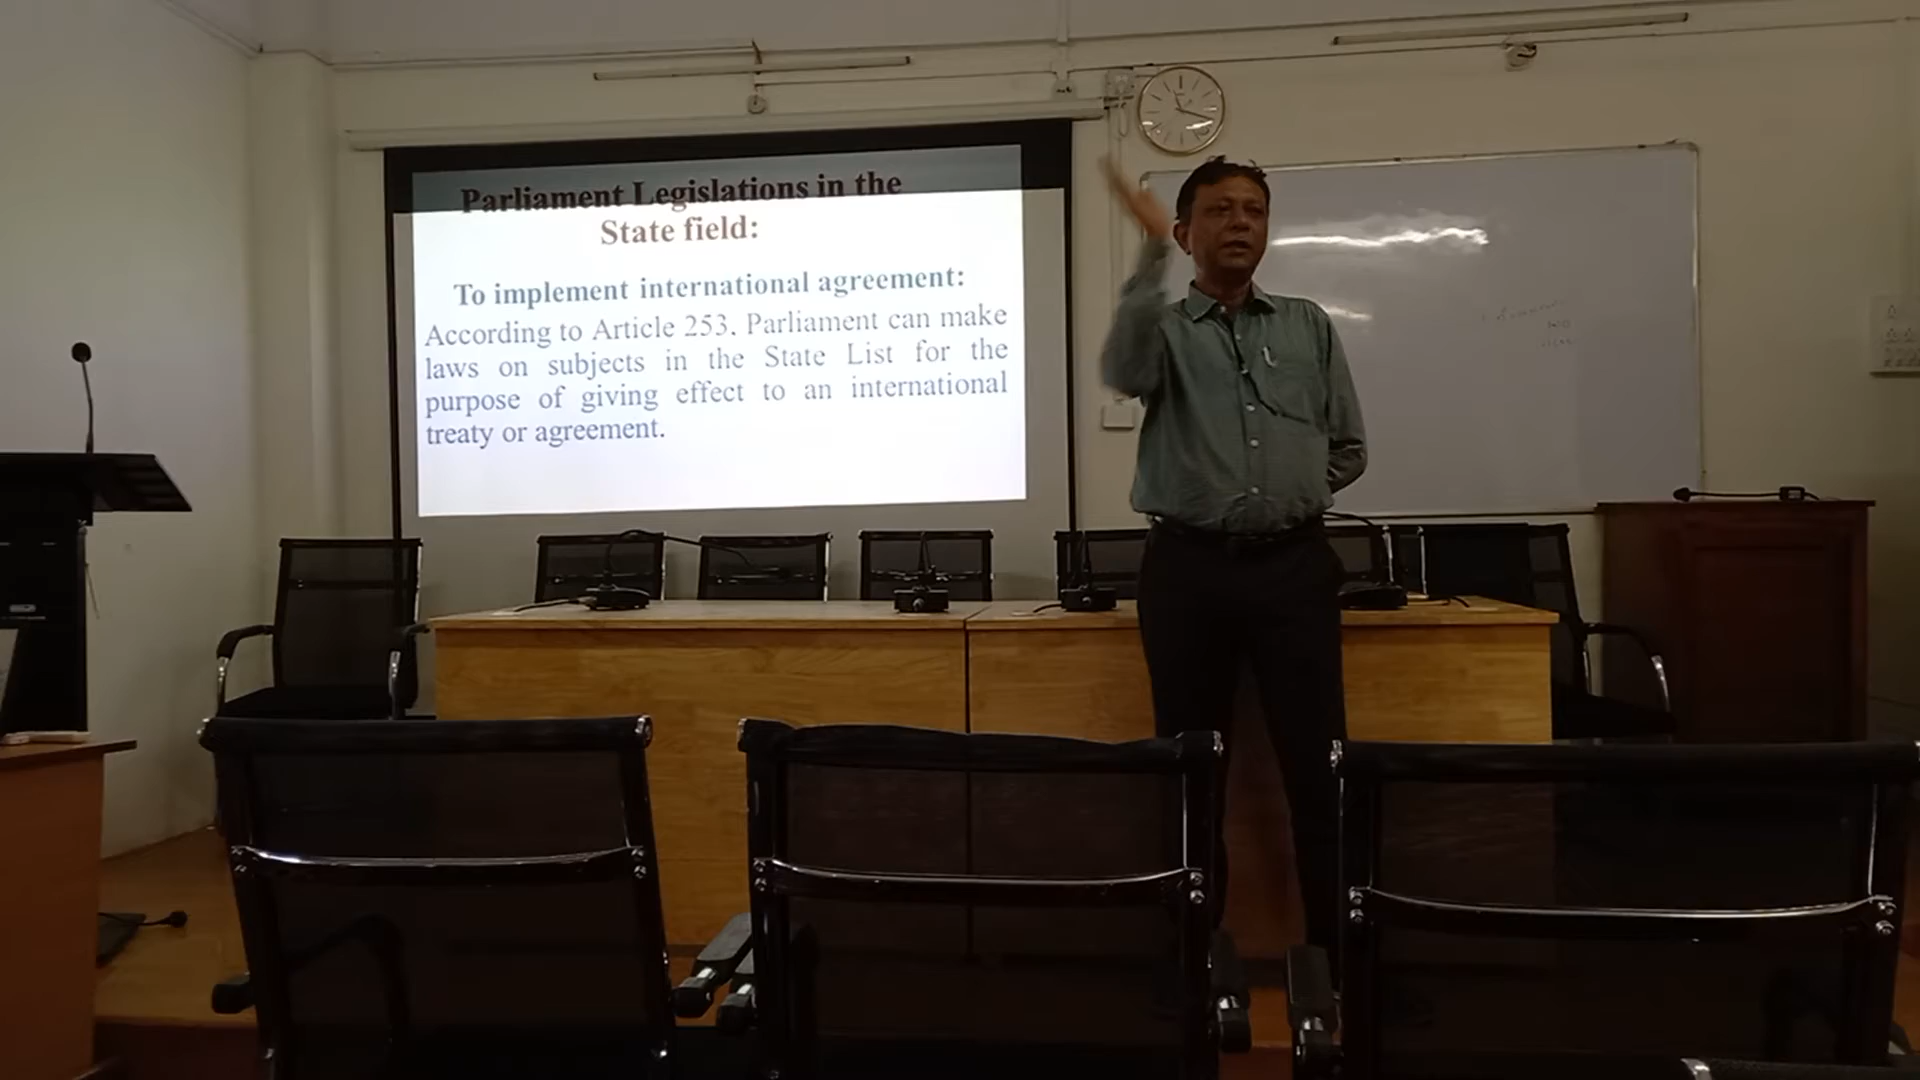 Parliament Legislations in the
State field:
To implement international agreement:
According to Article 253. Parliament can make
laws on subjects in the State List for the
purpose of giving effect to an international
treaty or agreement.